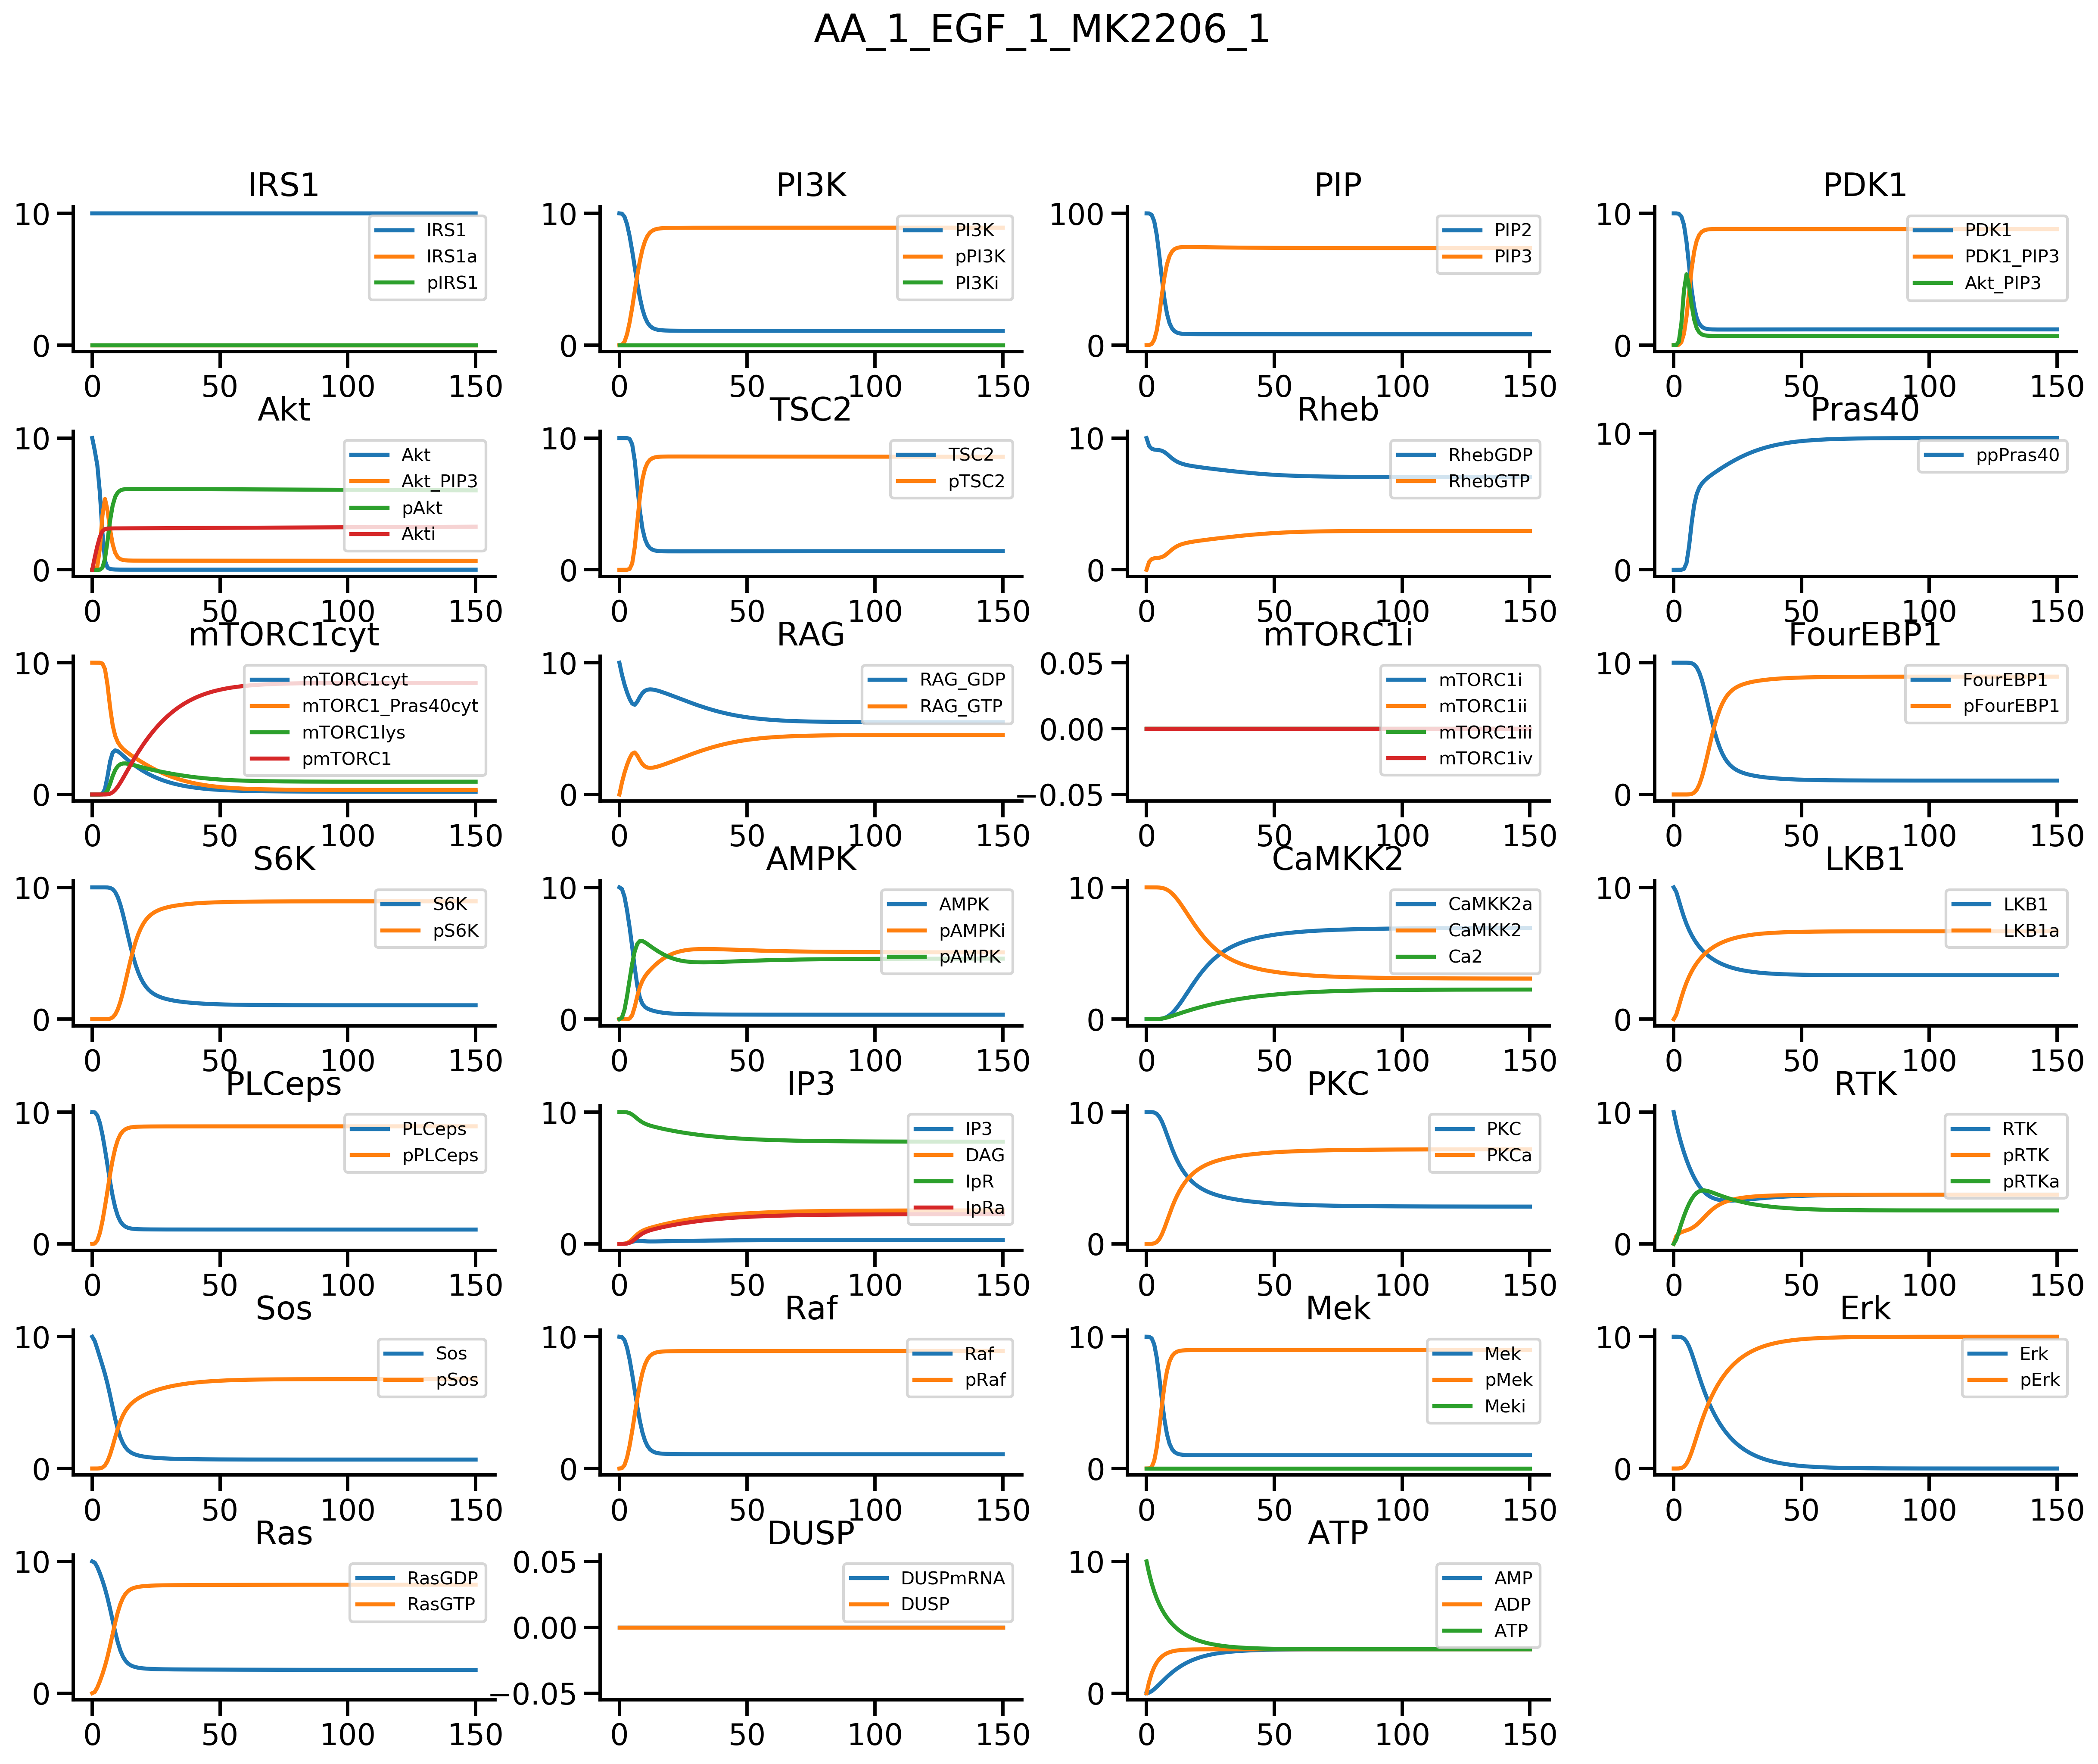 AA_1_EGF_1_MK2206_1
IRS1
10
0
0 50 100 150
IRS1
IRS1a
pIRS1
PI3K
10
0
0 50 100 150
PI3K
pPI3K
PI3Ki
PIP
100
0
0 50 100 150
PIP2
PIP3
PDK1
10
0
0 50 100 150
PDK1
PDK1_PIP3
Akt_PIP3
Akt
10
0
0 50 100 150
Akt
Akt_PIP3
pAkt
Akti
TSC2
10
0
0 50 100 150
TSC2
pTSC2
Rheb
10
0
0 50 100 150
RhebGDP
RhebGTP
Pras40
10
0
0 50 100 150
ppPras40
mTORC1cyt
10
0
0 50 100 150
mTORC1cyt
mTORC1_Pras40cyt
mTORC1lys
pmTORC1
RAG
10
0
0 50 100 150
RAG_GDP
RAG_GTP
mTORC1i
0.05
0.00
−0.05
0 50 100 150
mTORC1i
mTORC1ii
mTORC1iii
mTORC1iv
FourEBP1
10
0
0 50 100 150
FourEBP1
pFourEBP1
S6K
10
0
0 50 100 150
S6K
pS6K
AMPK
10
0
0 50 100 150
AMPK
pAMPKi
pAMPK
CaMKK2
10
0
0 50 100 150
CaMKK2a
CaMKK2
Ca2
LKB1
10
0
0 50 100 150
LKB1
LKB1a
PLCeps
10
0
0 50 100 150
PLCeps
pPLCeps
IP3
10
0
0 50 100 150
IP3
DAG
IpR
IpRa
PKC
10
0
0 50 100 150
PKC
PKCa
RTK
10
0
0 50 100 150
RTK
pRTK
pRTKa
Sos
10
0
0 50 100 150
Sos
pSos
Raf
10
0
0 50 100 150
Raf
pRaf
Mek
10
0
0 50 100 150
Mek
pMek
Meki
Erk
10
0
0 50 100 150
Erk
pErk
Ras
10
0
0 50 100 150
RasGDP
RasGTP
DUSP
0.05
0.00
−0.05
0 50 100 150
DUSPmRNA
DUSP
ATP
10
0
0 50 100 150
AMP
ADP
ATP